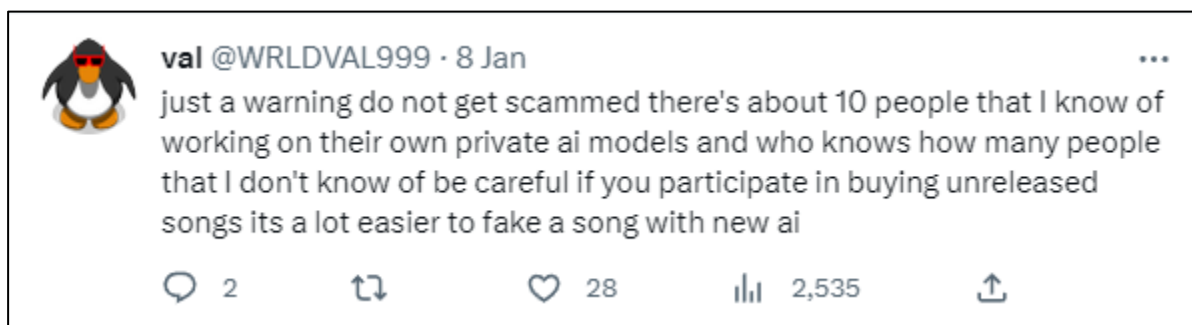 val @WRLDVAL999 · 8 Jan
just a warning do not get scammed there's about 10 people that I know of
working on their own private ai models and who knows how many people
that I don't know of be careful if you participate in buying unreleased
songs its a lot easier to fake a song with new ai
2 28 2,535